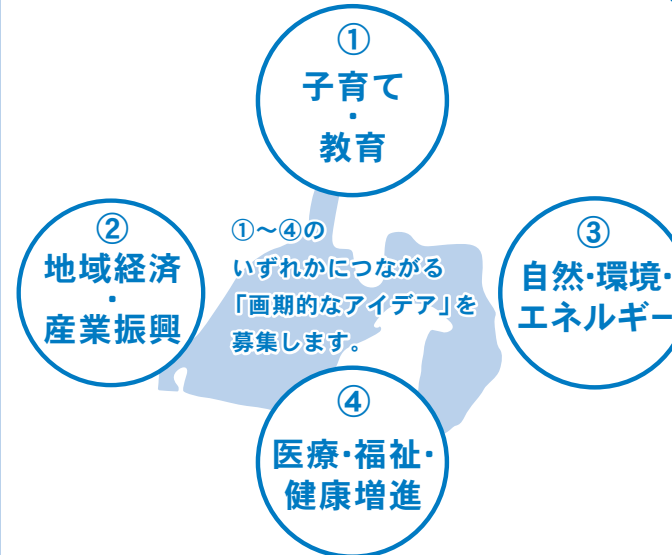 ①
子育て
・
教育
②
地域経済
・
産業振興
①～④の
いずれかにつながる
「画期的なアイデア」を
募集します。
③
自然・環境・
エネルギー
④
医療・福祉・
健康増進